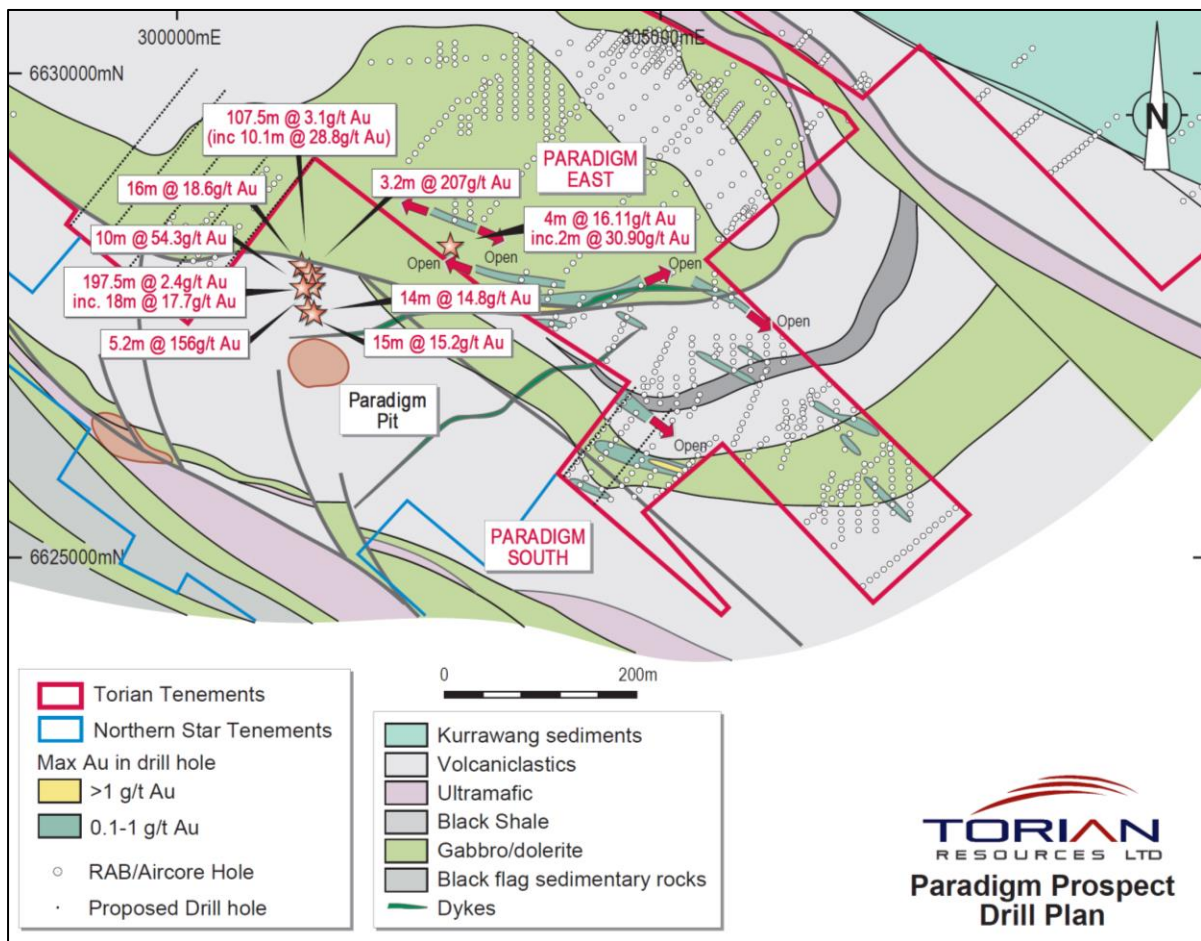 300000mE
305000mE
6630000mN
107.5m @ 3.1g/t Au
(inc 10.1m @ 28.8g/t Au)
N
PARADIGM
EAST
16m @ 18.6g/t Au
3.2m @ 207g/t Au
4m @ 16.11g/t Au
inc.2m @ 30.90g/t Au
10m @ 54.3g/t Au
Open
Open
Open
197.5m @ 2.4g/t Au
inc. 18m @ 17.7g/t Au
14m @ 14.8g/t Au
Open
5.2m @ 156g/t Au
15m @ 15.2g/t Au
Paradigm
Pit
Open
PARADIGM
SOUTH
6625000mN
0
200m
Torian Tenements
Northern Star Tenements
Max Au in drill hole
>1 g/t Au
0.1-1 g/t Au
RAB/Aircore Hole
Proposed Drill hole
Kurrawang sediments
Volcaniclastics
Ultramafic
Black Shale
Gabbro/dolerite
Black flag sedimentary rocks
Dykes
TORIAN
RESOURCES LTD
Paradigm Prospect
Drill Plan